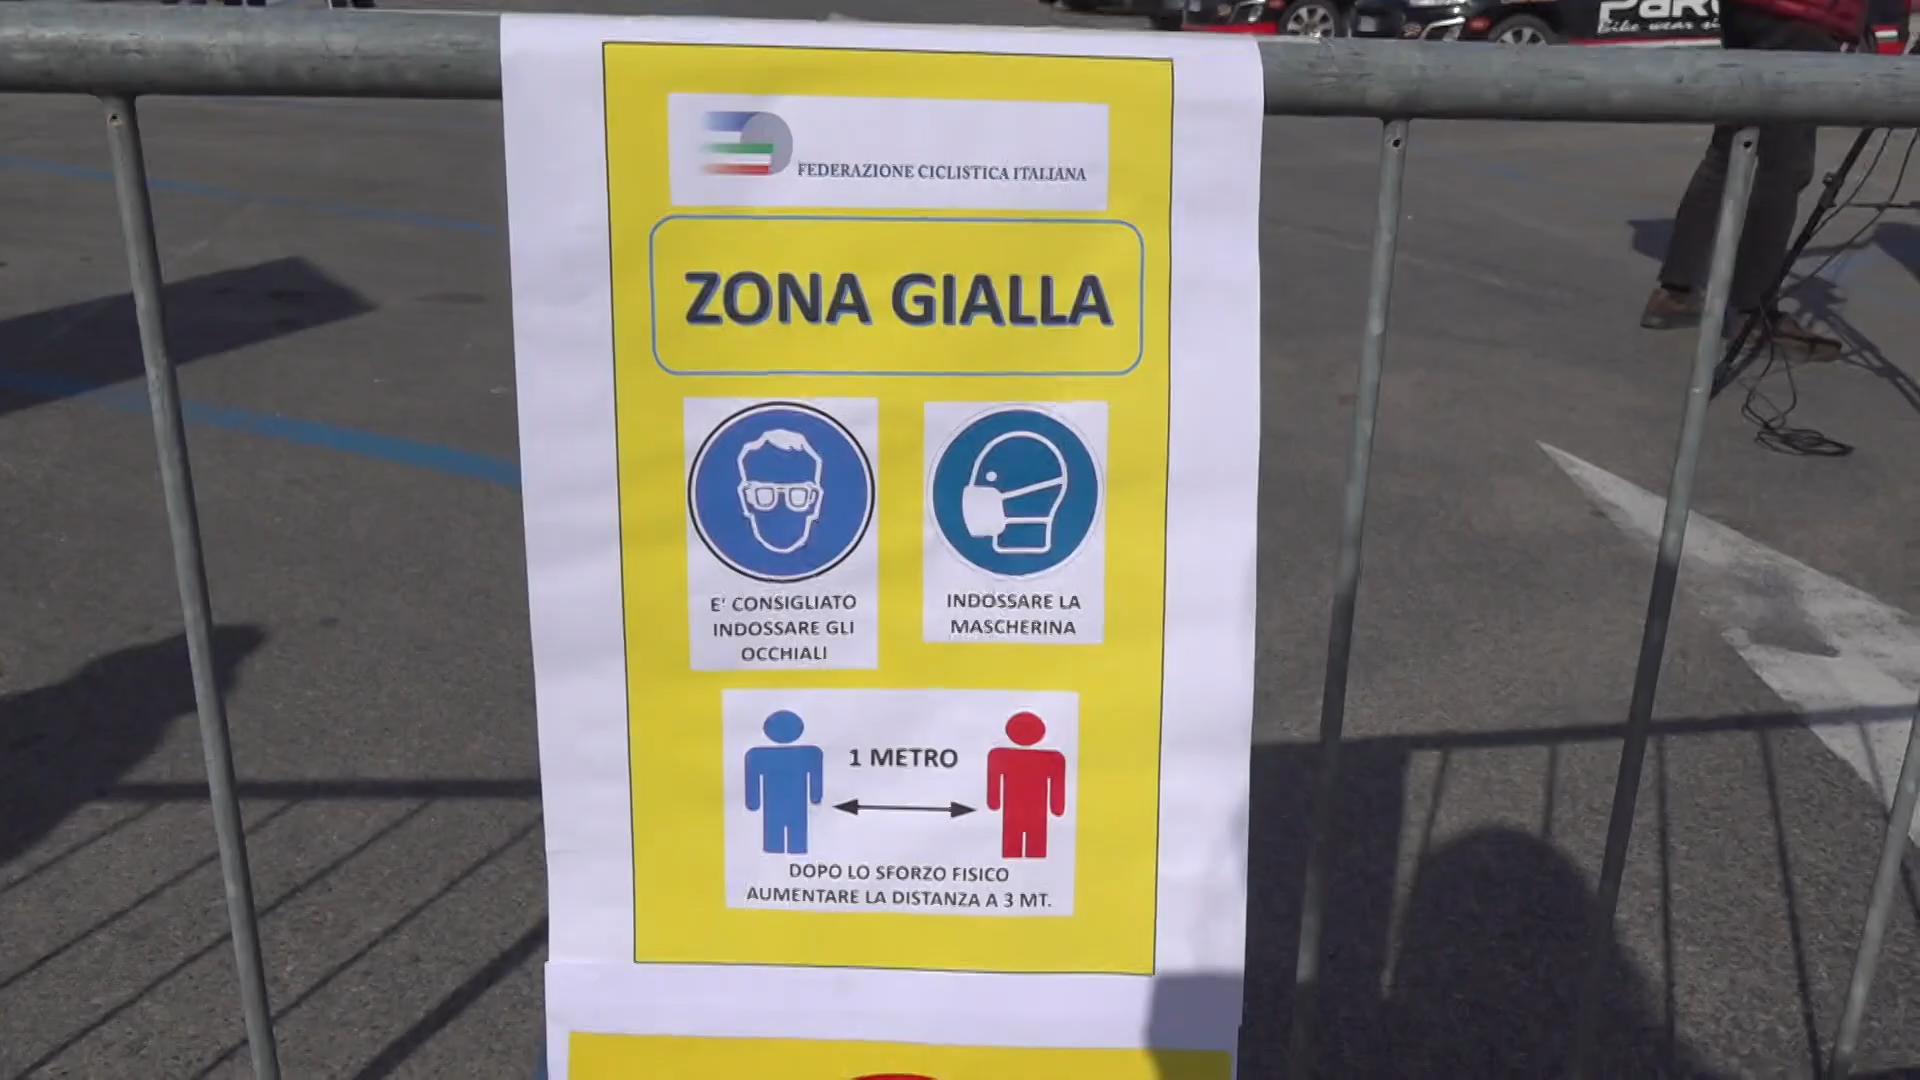 FEDERAZIONE CICLISTICA ITALIANA
ZONA GIALLA
E' CONSIGLIATO
INDOSSARE GLI
OCCHIALI
INDOSSARE LA
MASCHERINA
1 METRO
DOPO LO SFORZO FISICO
AUMENTARE LA DISTANZA A 3 MT.